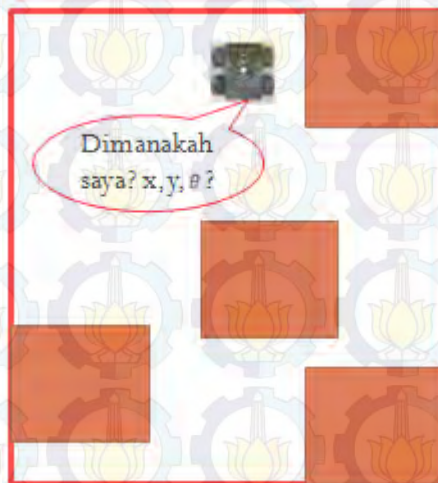 Dimanakah
saya? x, y, θ ?